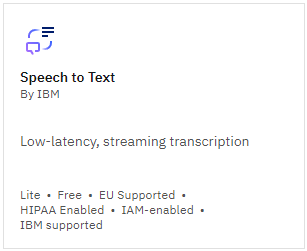 Speech to Text
By IBM
Low-latency, streaming transcription
Lite • Free • EU Supported •
HIPAA Enabled • IAM-enabled •
IBM supported